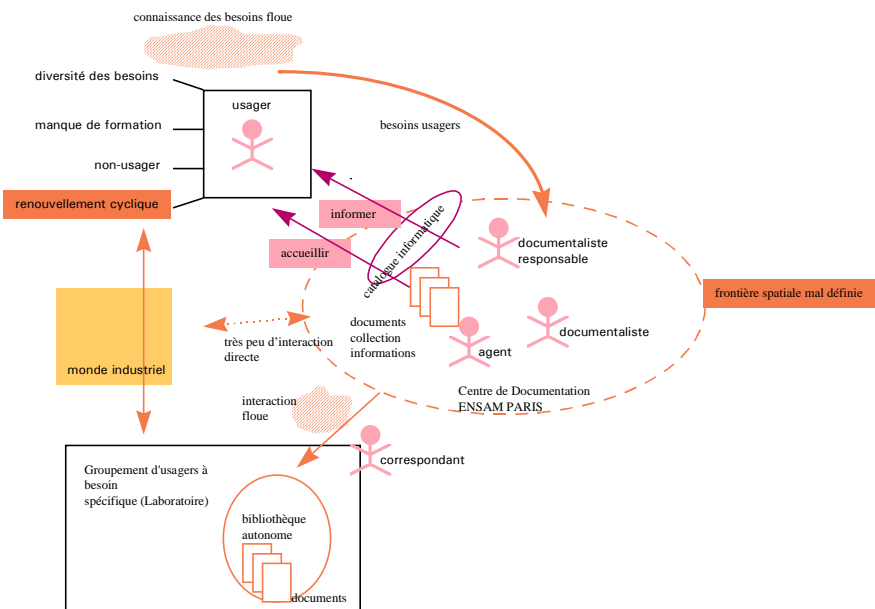 connaissance des besoins floue
diversité des besoins
usager
manque de formation
besoins usagers
non-usager
renouvellement cyclique
informer
catalogue informatique
accueillir
documentaliste
responsable
frontière spatiale mal définie
documents
collection
informations
documentaliste
agent
très peu d'interaction
directe
monde industriel
Centre de Documentation
ENSAM PARIS
interaction
floue
correspondant
Groupement d'usagers à
besoin
spécifique (Laboratoire)
bibliothèque
autonome
documents